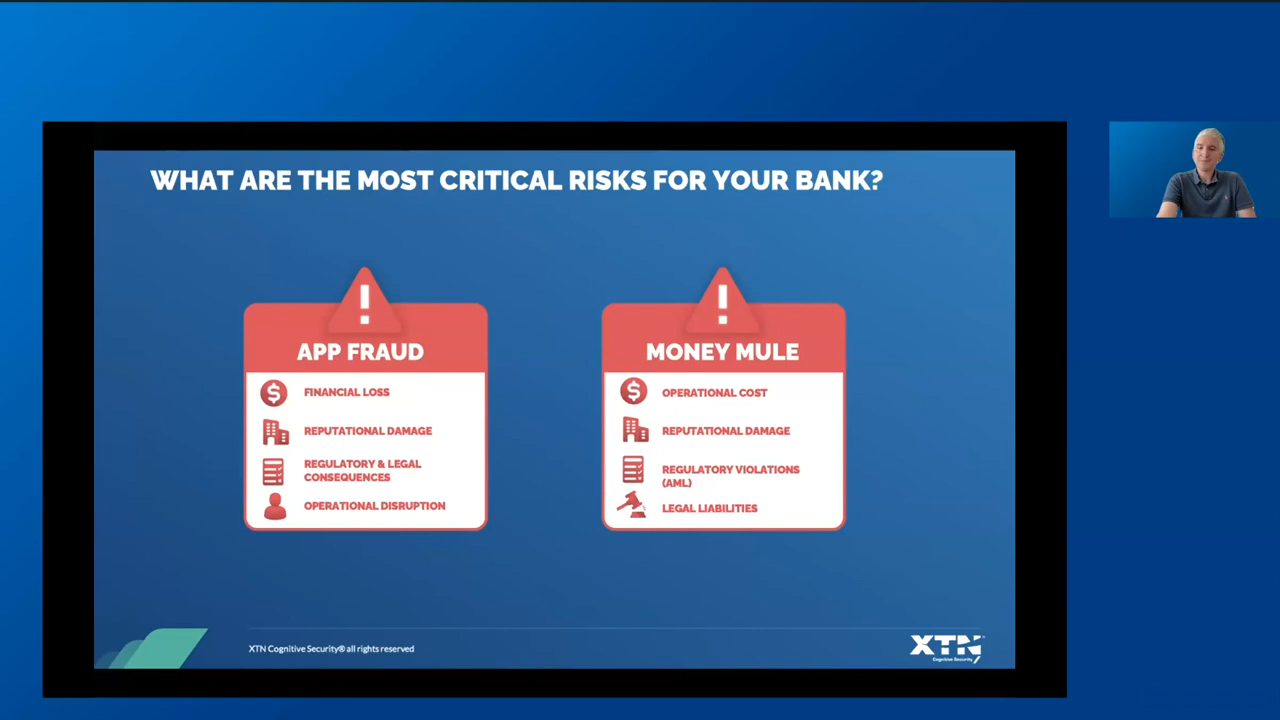 WHAT ARE THE MOST CRITICAL RISKS FOR YOUR BANK?
APP FRAUD
FINANCIAL LOSS
REPUTATIONAL DAMAGE
REGULATORY & LEGAL
CONSEQUENCES
OPERATIONAL DISRUPTION
MONEY MULE
OPERATIONAL COST
REPUTATIONAL DAMAGE
REGULATORY VIOLATIONS
(AML)
LEGAL LIABILITIES
XTN Cognitive Security® all rights reserved
XTN
Cognitive Security